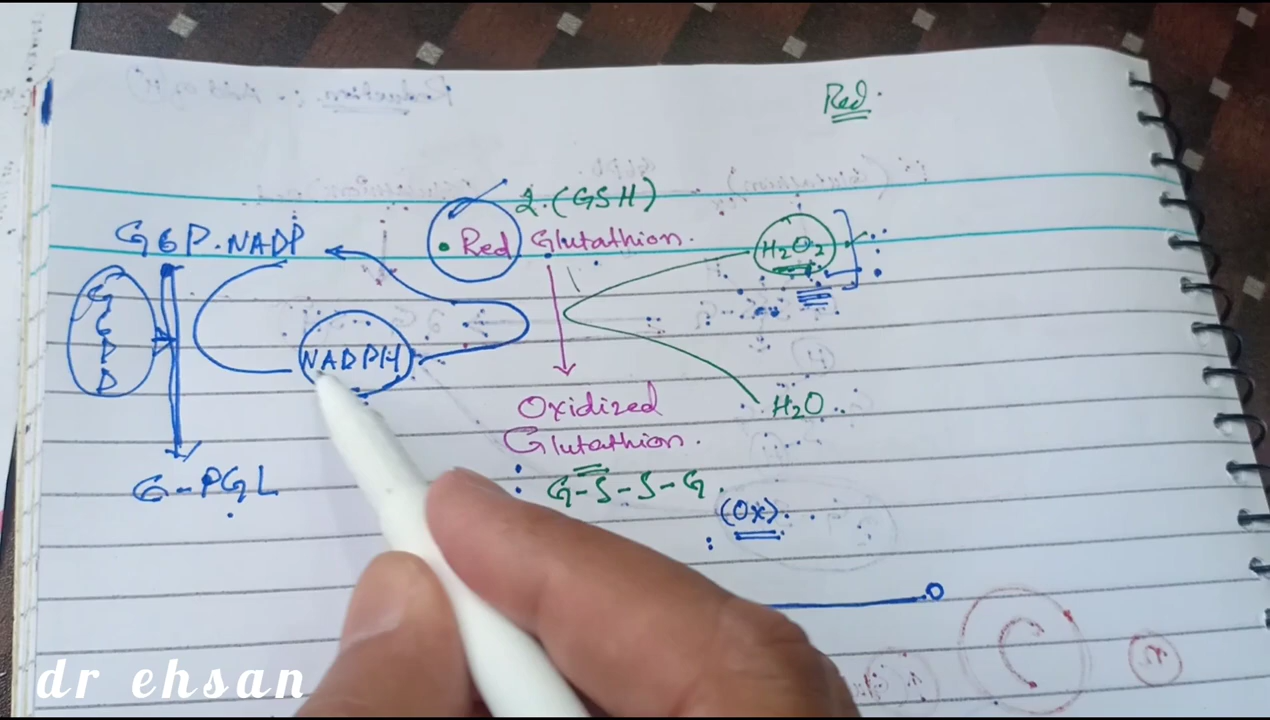 Red.
2.(GSH)
G6P.NADP
Red Glutathion.
H2O2
G6PD
NADPH
Oxidized
Glutathion.
H2O
G-PGL
G-S-S-G
(Ox)
dr ehsan